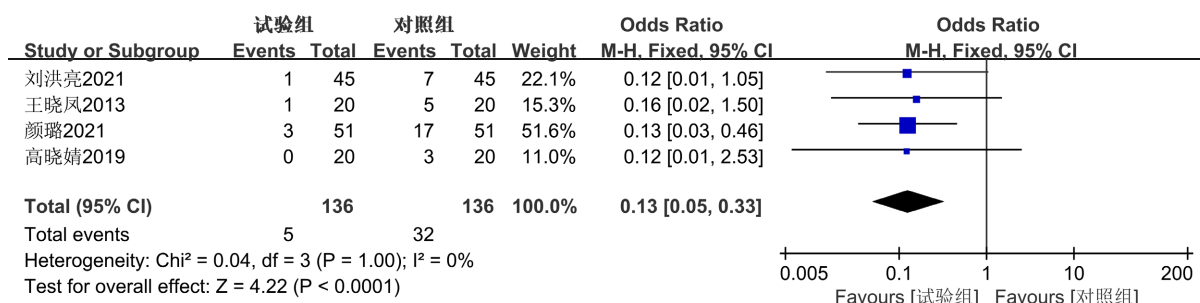 试验组 对照组 Odds Ratio Odds Ratio
Study or Subgroup Events Total Events Total Weight M-H, Fixed, 95% CI M-H, Fixed, 95% CI
刘洪亮2021 1 45 7 45 22.1% 0.12 [0.01, 1.05]
王晓凤2013 1 20 5 20 15.3% 0.16 [0.02, 1.50]
颜璐2021 3 51 17 51 51.6% 0.13 [0.03, 0.46]
高晓婧2019 0 20 3 20 11.0% 0.12 [0.01, 2.53]
Total (95% CI) 136 136 100.0% 0.13 [0.05, 0.33]
Total events 5 32
Heterogeneity: Chi² = 0.04, df = 3 (P = 1.00); I² = 0%
Test for overall effect: Z = 4.22 (P < 0.0001)
0.005 0.1 1 10 200
Favours [试验组] Favours [对照组]